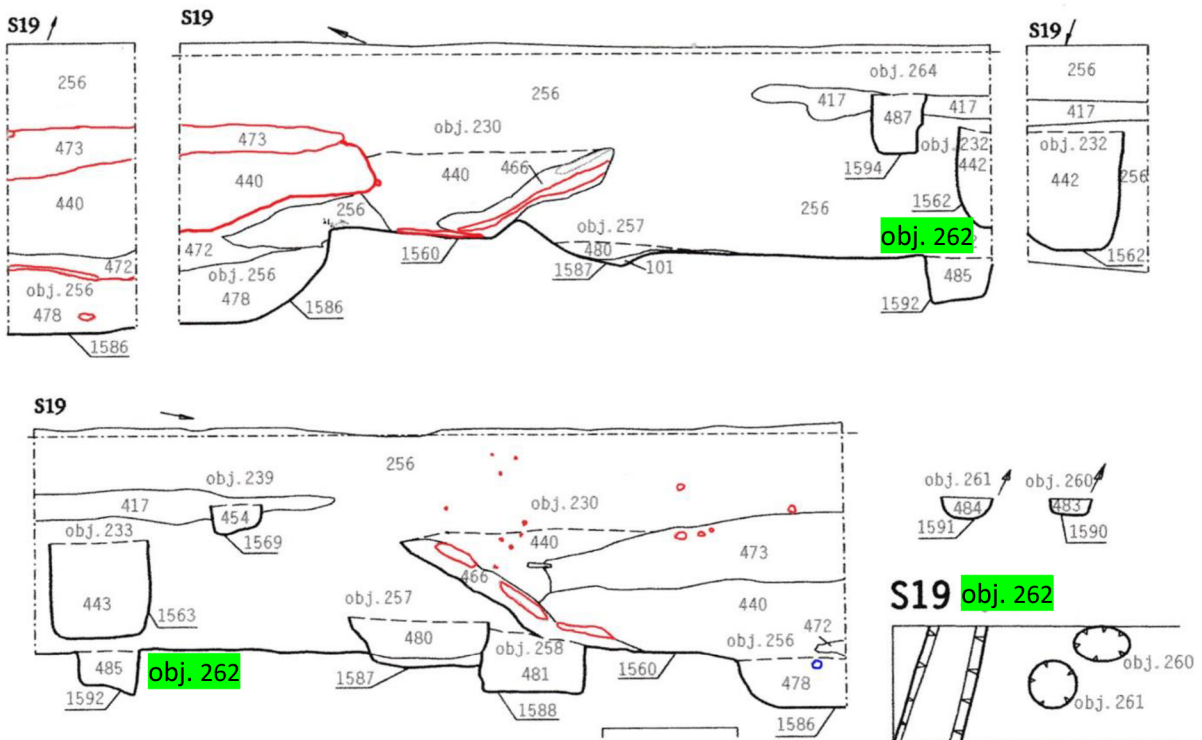 S19
256
473
440
472
obj.256
478
1586
S19
256
obj.230
473
440
440
466
256
472
obj.256
478
1586
1560
obj.257
480
1587
101
256
obj.264
417
487
417
1594
obj.232
442
1562
obj. 262
485
1592
S19
256
417
obj.232
442
256
1562
S19
256
obj.239
417
454
1569
obj.233
443
1563
485
obj. 262
1592
obj.230
440
473
466
440
obj.257
480
1587
obj.258
481
1588
1560
obj.256
472
478
1586
obj.261
484
1591
obj.260
483
1590
S19 obj. 262
obj.260
obj.261